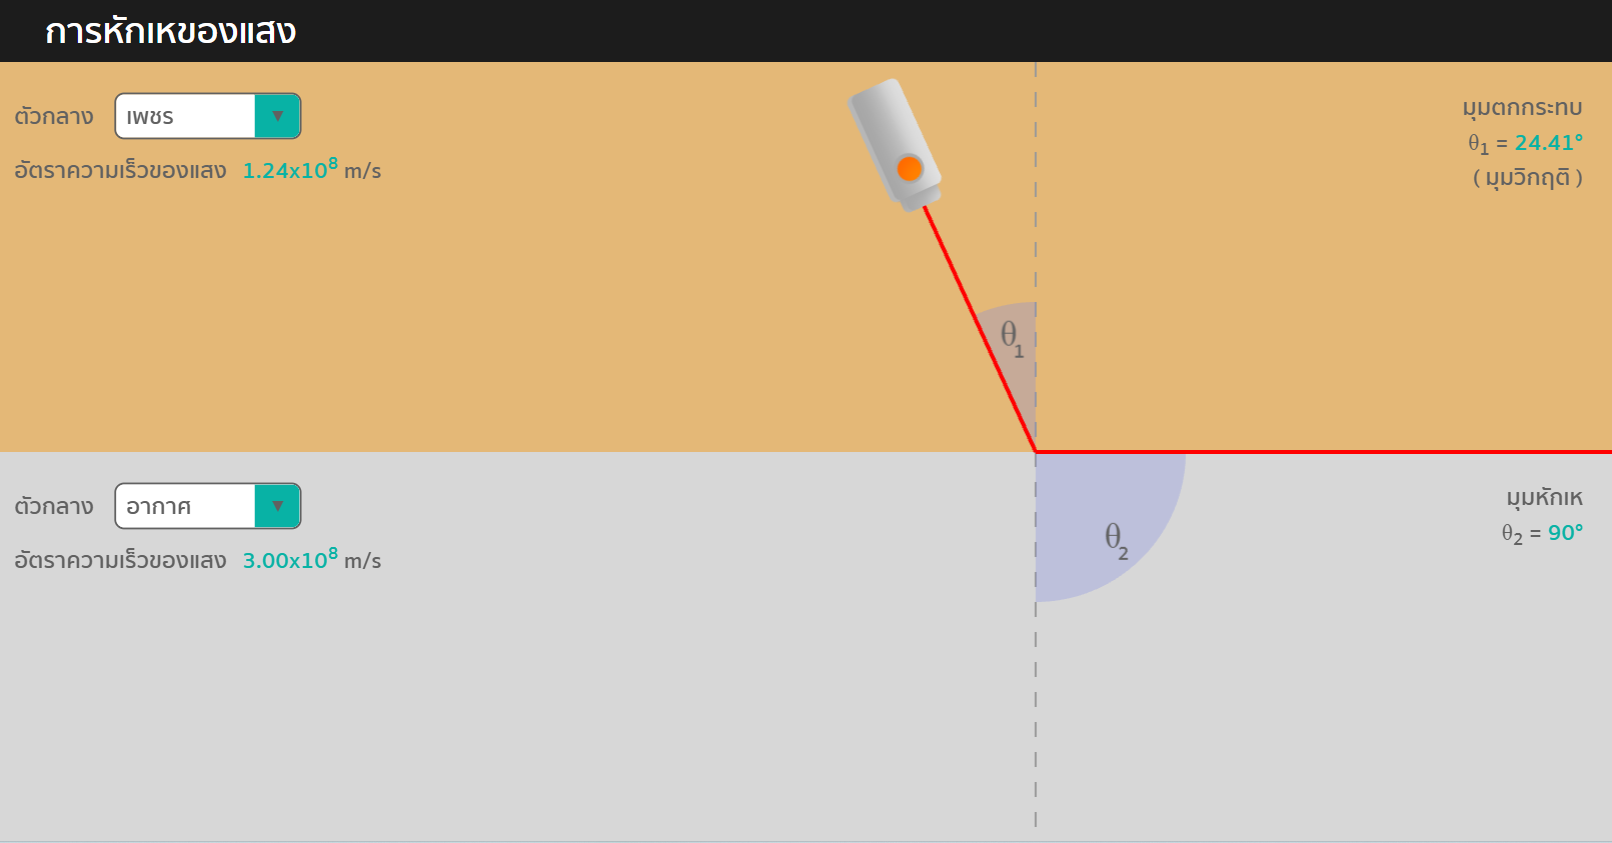 การหักเหของแสง
ตัวกลาง เพชร ▼
อัตราความเร็วของแสง 1.24x10⁸ m/s
มุมตกกระทบ
θ₁ = 24.41°
( มุมวิกฤติ )
θ₁
ตัวกลาง อากาศ ▼
อัตราความเร็วของแสง 3.00x10⁸ m/s
มุมหักเห
θ₂ = 90°
θ₂